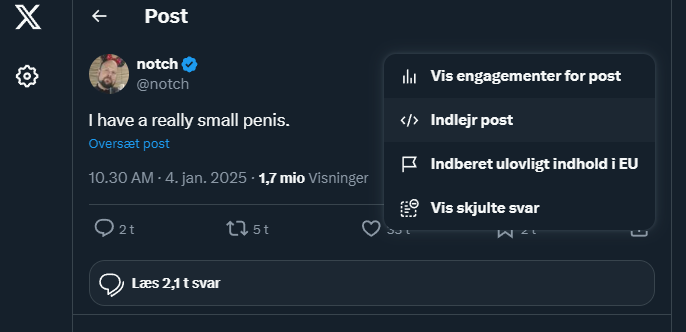 Post
notch
@notch
I have a really small penis.
Oversæt post
10.30 AM · 4. jan. 2025 · 1,7 mio Visninger
2 t
5 t
2,1 t
Læs 2,1 t svar
Vis engagementer for post
Indlejr post
Indberet ulovligt indhold i EU
Vis skjulte svar